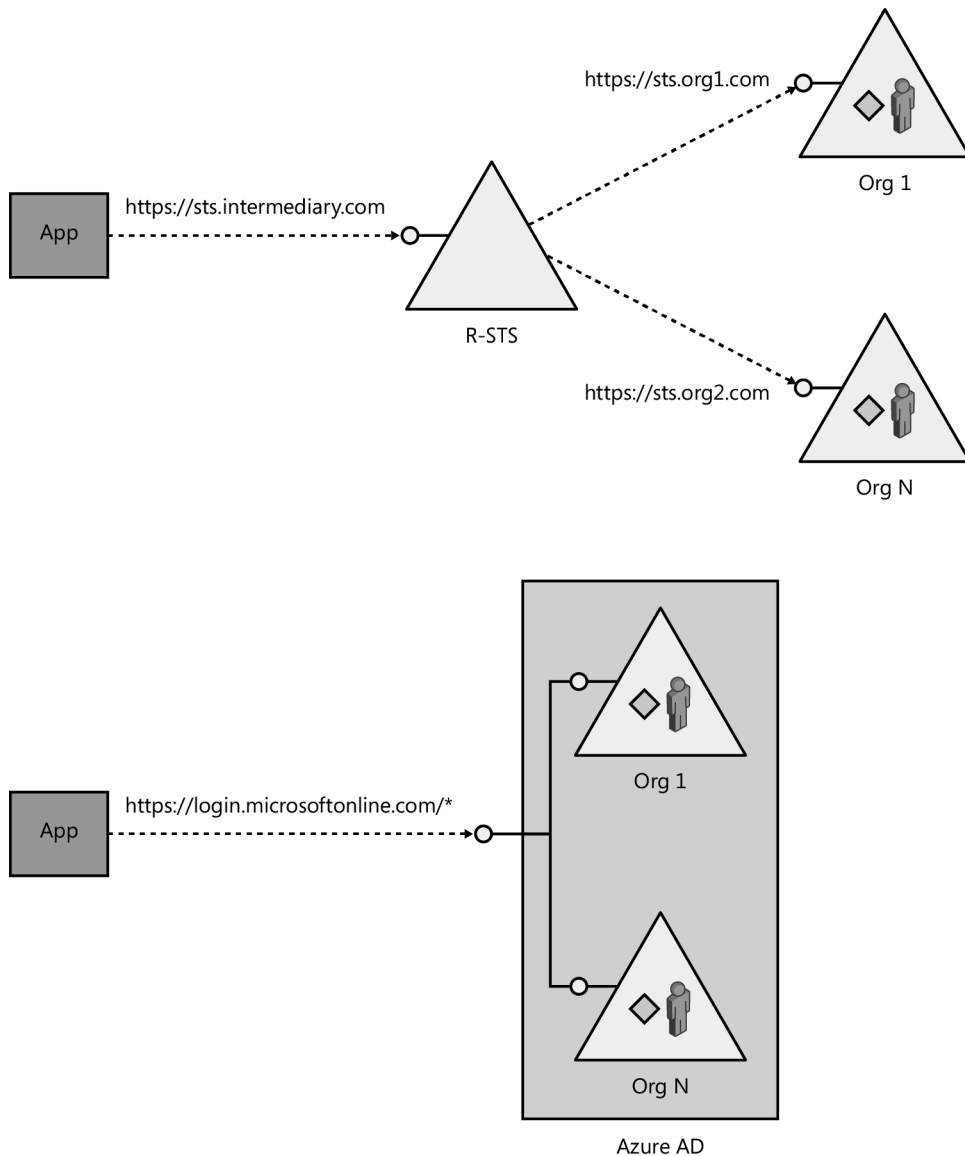 https://sts.org1.com
Org 1
App
https://sts.intermediary.com
R-STS
https://sts.org2.com
Org N
Org 1
App
https://login.microsoftonline.com/*
Org N
Azure AD